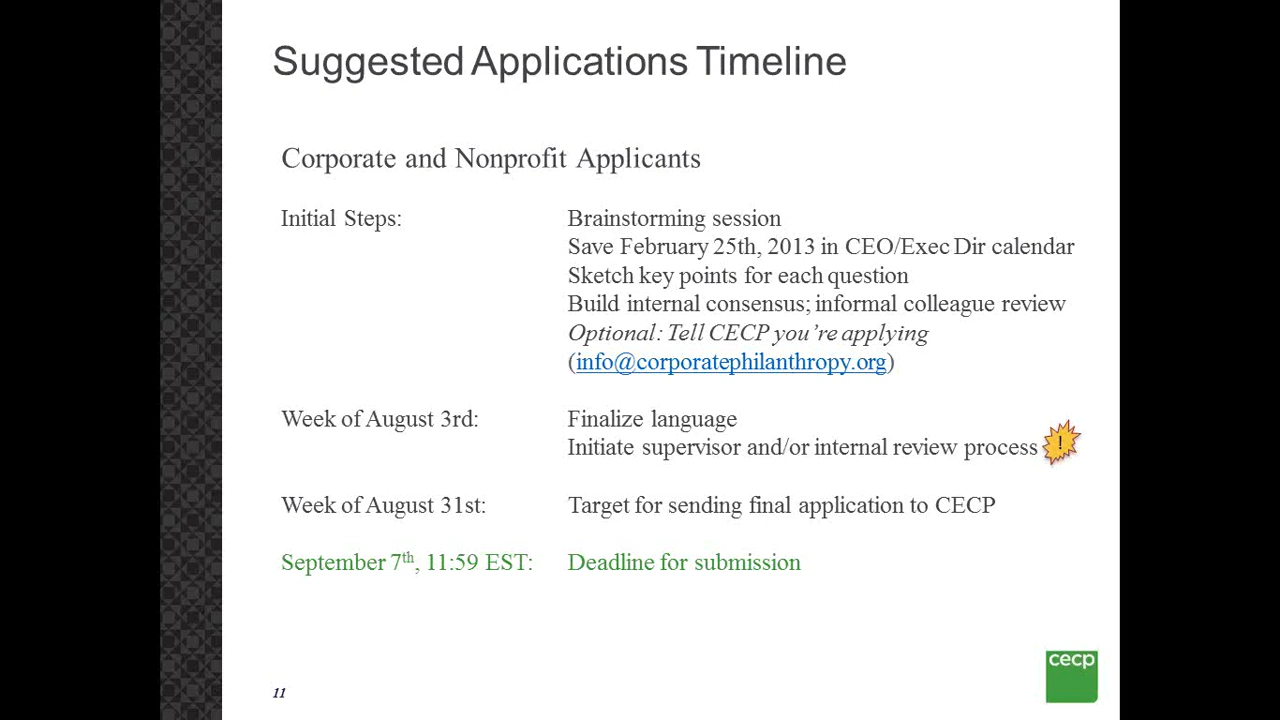 Suggested Applications Timeline
Corporate and Nonprofit Applicants
Initial Steps: Brainstorming session
Save February 25th, 2013 in CEO/Exec Dir calendar
Sketch key points for each question
Build internal consensus; informal colleague review
Optional: Tell CECP you’re applying
(info@corporatephilanthropy.org)
Week of August 3rd: Finalize language
Initiate supervisor and/or internal review process !
Week of August 31st: Target for sending final application to CECP
September 7th, 11:59 EST: Deadline for submission
cecp
11